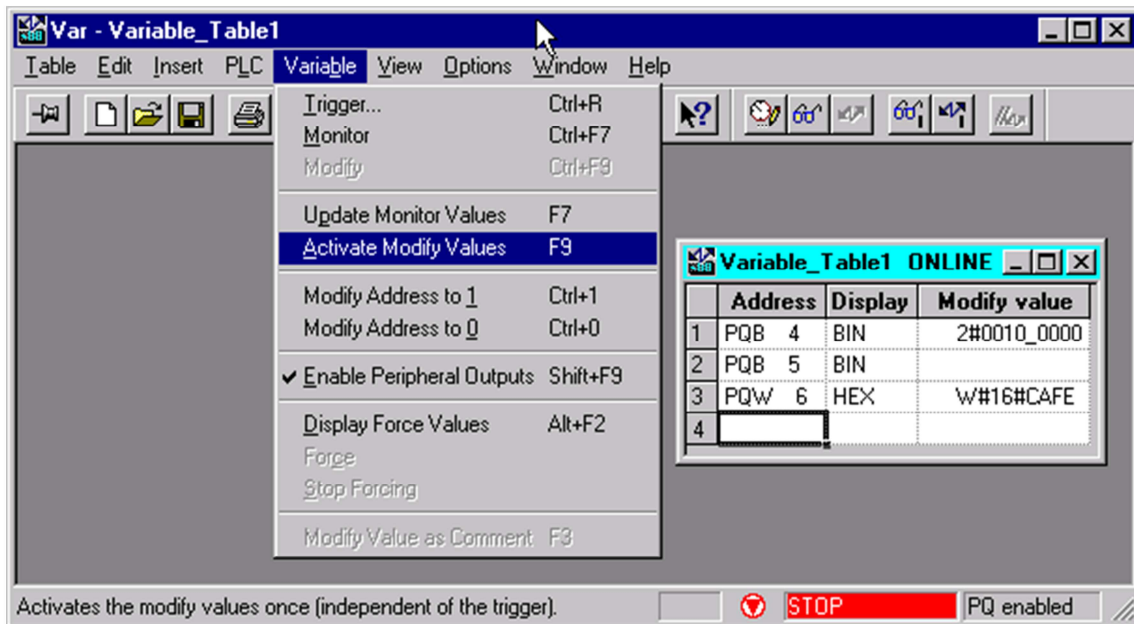 Var - Variable_Table1
Table Edit Insert PLC Variable View Options Window Help
Trigger... Ctrl+R
Monitor Ctrl+F7
Modify Ctrl+F9
Update Monitor Values F7
Activate Modify Values F9
Modify Address to 1 Ctrl+1
Modify Address to 0 Ctrl+0
Enable Peripheral Outputs Shift+F9
Display Force Values Alt+F2
Force
Stop Forcing
Modify Value as Comment F3
Variable_Table1 ONLINE
Address Display Modify value
1 PQB 4 BIN 2#0010_0000
2 PQB 5 BIN
3 PQW 6 HEX W#16#CAFE
4
Activates the modify values once (independent of the trigger). STOP PQ enabled